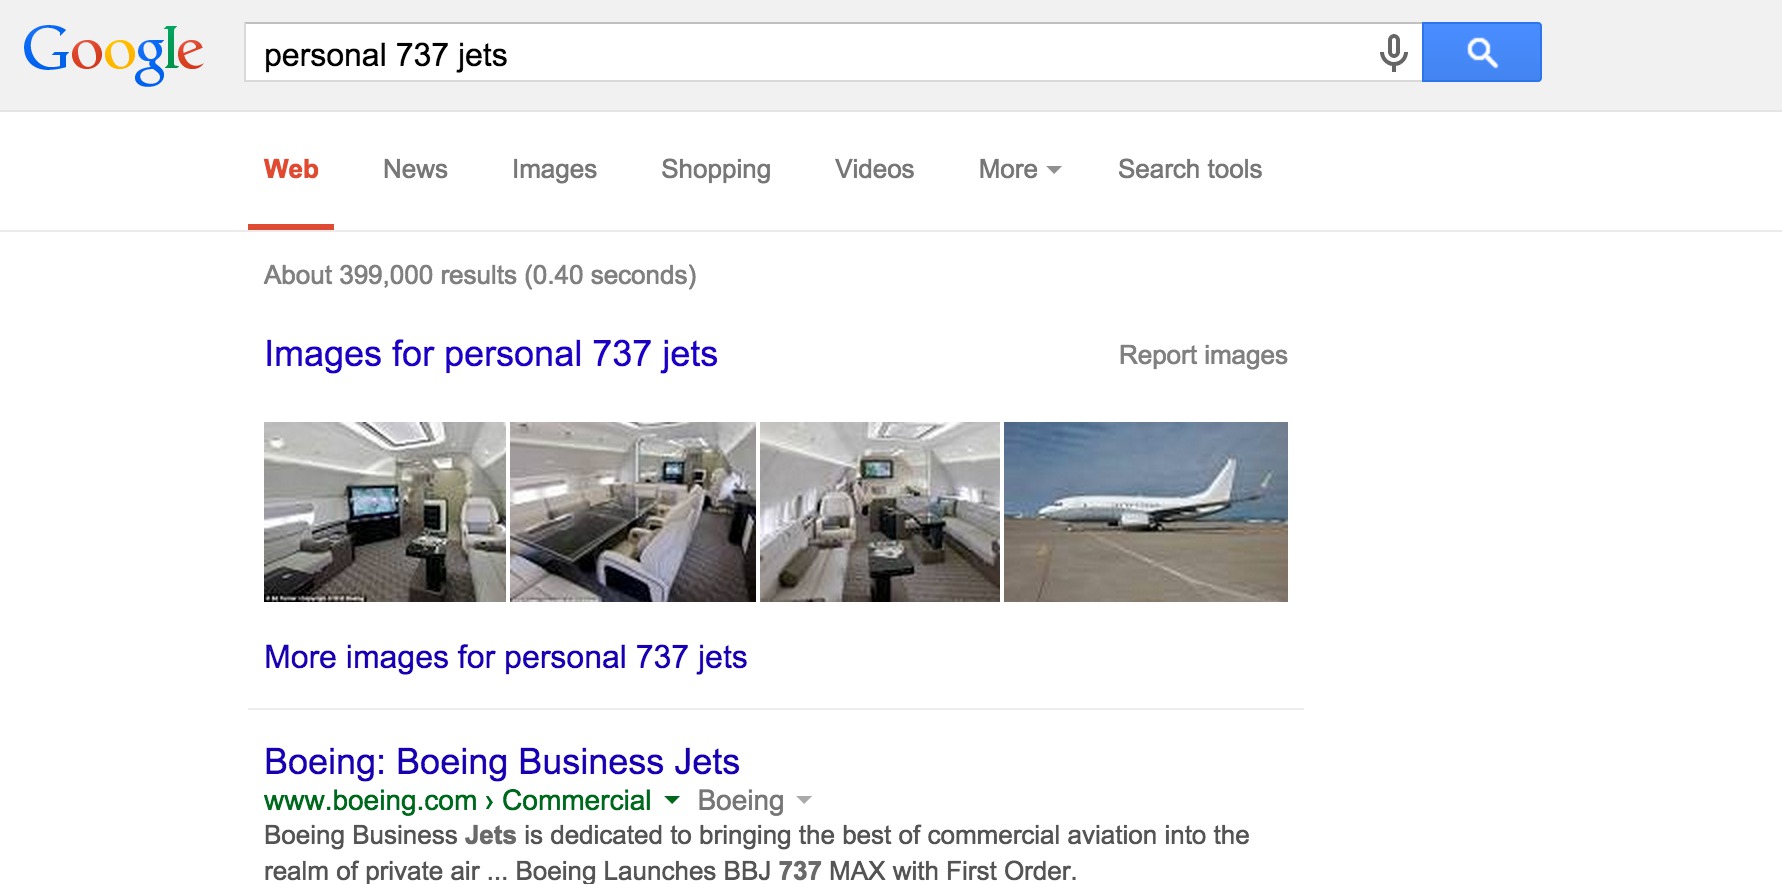 Google
personal 737 jets
Web News Images Shopping Videos More Search tools
About 399,000 results (0.40 seconds)
Images for personal 737 jets Report images
More images for personal 737 jets
Boeing: Boeing Business Jets
www.boeing.com › Commercial Boeing
Boeing Business Jets is dedicated to bringing the best of commercial aviation into the
realm of private air ... Boeing Launches BBJ 737 MAX with First Order.